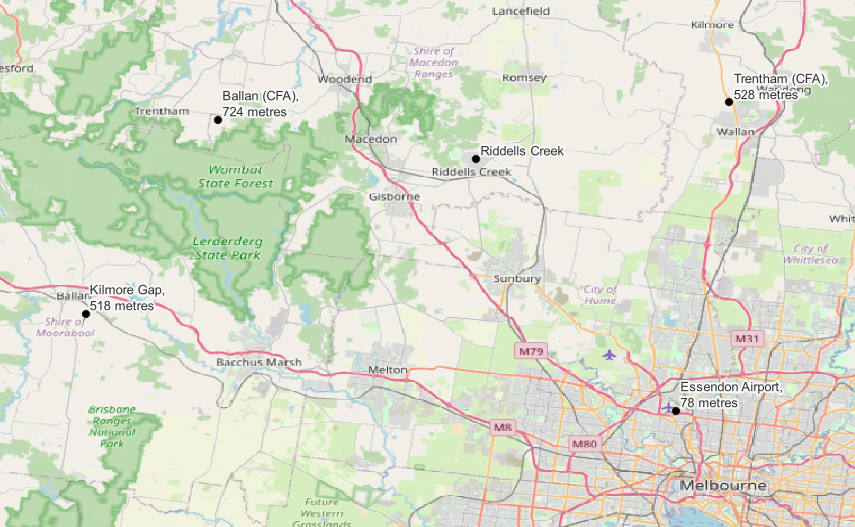 Lancefield
Kilmore
Shire of
Macedon
Ranges
esford
Woodend
Romsey
Trentham (CFA),
528 metres
Wandong
Ballan (CFA),
724 metres
Trentham
Wallan
Macedon
Riddells Creek
Riddells Creek
Wombat
State Forest
Gisborne
Whit
Lerderderg
State Park
City of
Whittlesea
Sunbury
City of
Hume
Kilmore Gap,
518 metres
Ballan
Shire of
Moorabool
M31
M79
Bacchus Marsh
Melton
Essendon Airport,
78 metres
Brisbane
Ranges
National
Park
M8
M80
Melbourne
Future
Western
Grasslands